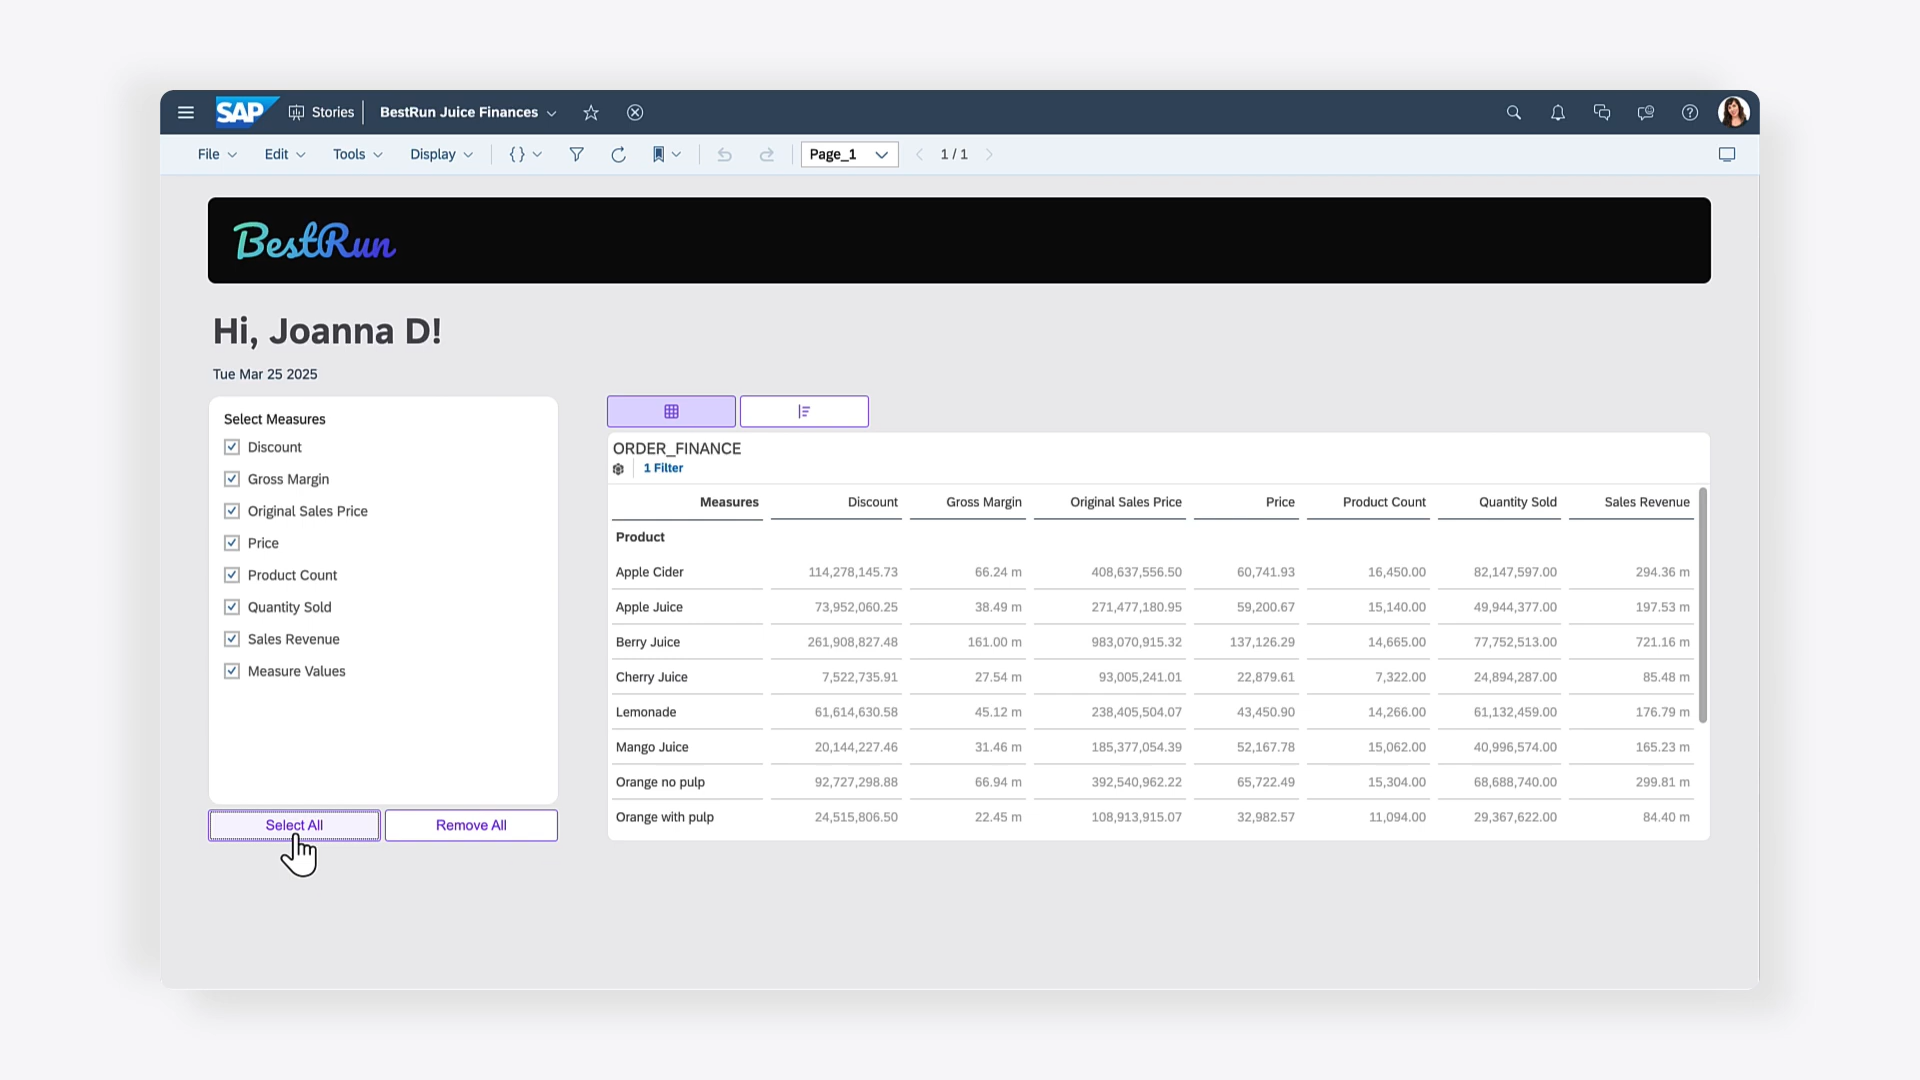 SAP Stories BestRun Juice Finances
File Edit Tools Display {} Page_1 1 / 1
BestRun
Hi, Joanna D!
Tue Mar 25 2025
Select Measures
Discount
Gross Margin
Original Sales Price
Price
Product Count
Quantity Sold
Sales Revenue
Measure Values
Select All Remove All
ORDER_FINANCE
1 Filter
Measures Discount Gross Margin Original Sales Price Price Product Count Quantity Sold Sales Revenue
Product
Apple Cider 114,278,145.73 66.24 m 408,637,556.50 60,741.93 16,450.00 82,147,597.00 294.36 m
Apple Juice 73,952,060.25 38.49 m 271,477,180.95 59,200.67 15,140.00 49,944,377.00 197.53 m
Berry Juice 261,908,827.48 161.00 m 983,070,915.32 137,126.29 14,665.00 77,752,513.00 721.16 m
Cherry Juice 7,522,735.91 27.54 m 93,005,241.01 22,879.61 7,322.00 24,894,287.00 85.48 m
Lemonade 61,614,630.58 45.12 m 238,405,504.07 43,450.90 14,266.00 61,132,459.00 176.79 m
Mango Juice 20,144,227.46 31.46 m 185,377,054.39 52,167.78 15,062.00 40,996,574.00 165.23 m
Orange no pulp 92,727,298.88 66.94 m 392,540,962.22 65,722.49 15,304.00 68,688,740.00 299.81 m
Orange with pulp 24,515,806.50 22.45 m 108,913,915.07 32,982.57 11,094.00 29,367,622.00 84.40 m